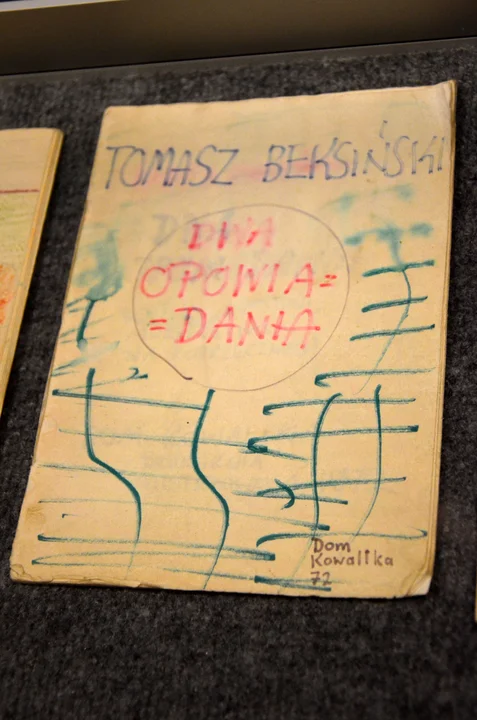 TOMASZ BEKSIŃSKI
DWA
OPOWIA=
=DANIA
Dom
Kowalika
72